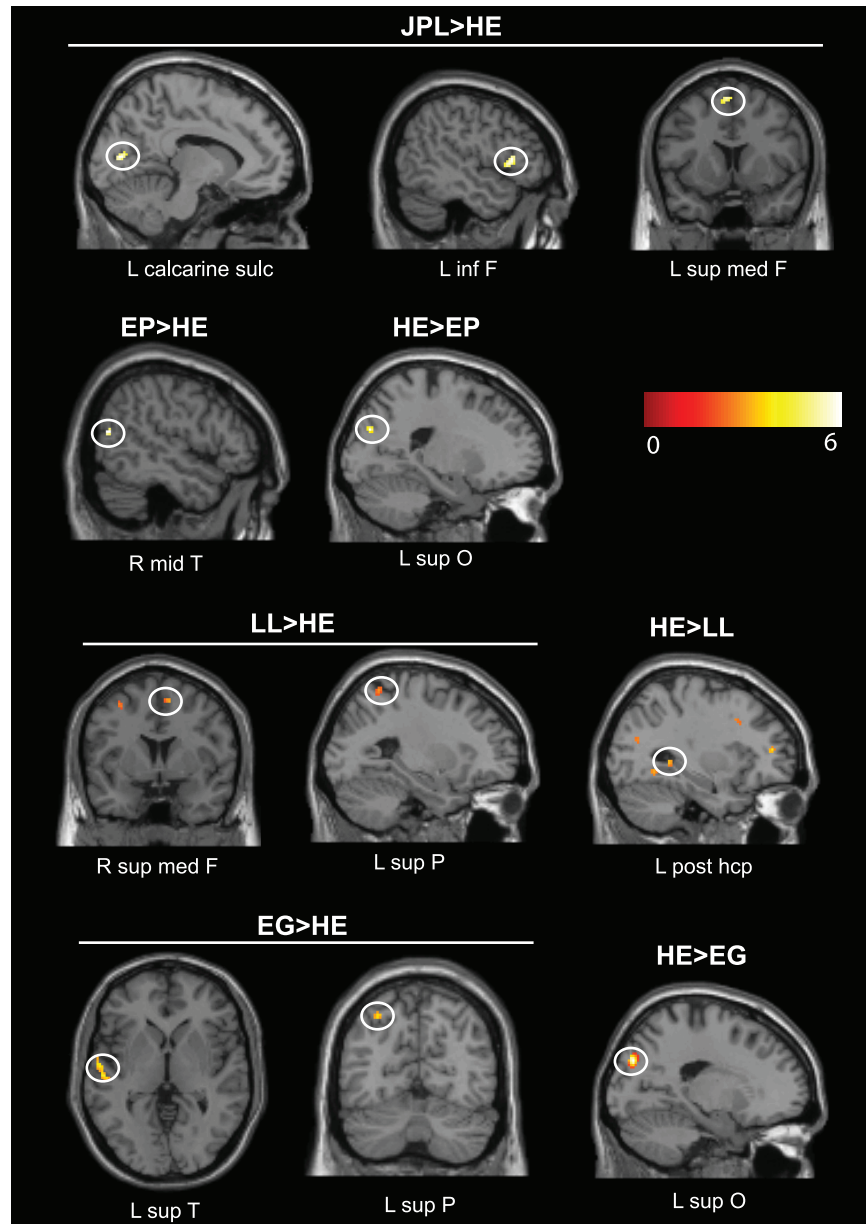 JPL>HE
L calcarine sulc
L inf F
L sup med F
EP>HE
HE>EP
0
6
R mid T
L sup O
LL>HE
HE>LL
R sup med F
L sup P
L post hcp
EG>HE
HE>EG
L sup T
L sup P
L sup O